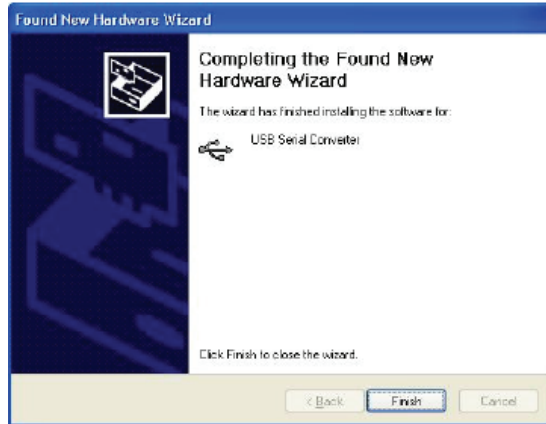 Found New Hardware Wizard
Completing the Found New
Hardware Wizard
The wizard has finished installing the software for:
USB Serial Converter
Click Finish to close the wizard.
< Back
Finish
Cancel